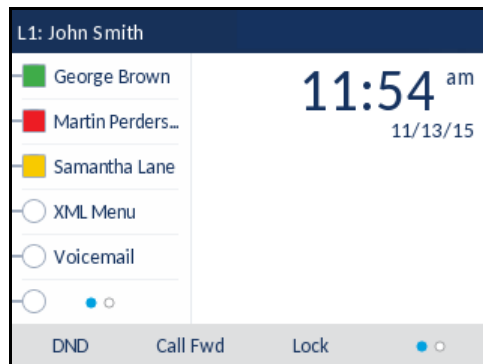 L1: John Smith
George Brown
Martin Perders...
Samantha Lane
XML Menu
Voicemail
11:54 am
11/13/15
DND Call Fwd Lock